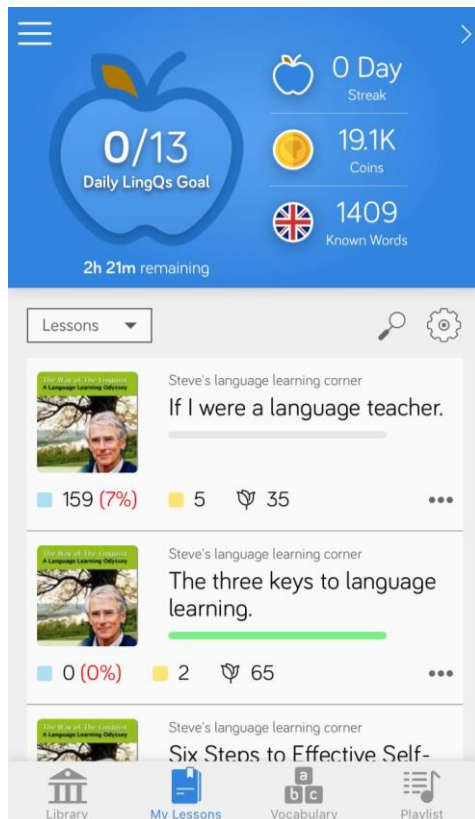 0/13
Daily LingQs Goal
2h 21m remaining
0 Day
Streak
19.1K
Coins
1409
Known Words
Lessons
The Way of The Linguist
A Language Learning Odyssey
Steve's language learning corner
If I were a language teacher.
159 (7%) 5 35
The Way of The Linguist
A Language Learning Odyssey
Steve's language learning corner
The three keys to language
learning.
0 (0%) 2 65
The Way of The Linguist
A Language Learning Odyssey
Steve's language learning corner
Six Steps to Effective Self-
a
b c
Library My Lessons Vocabulary Playlist